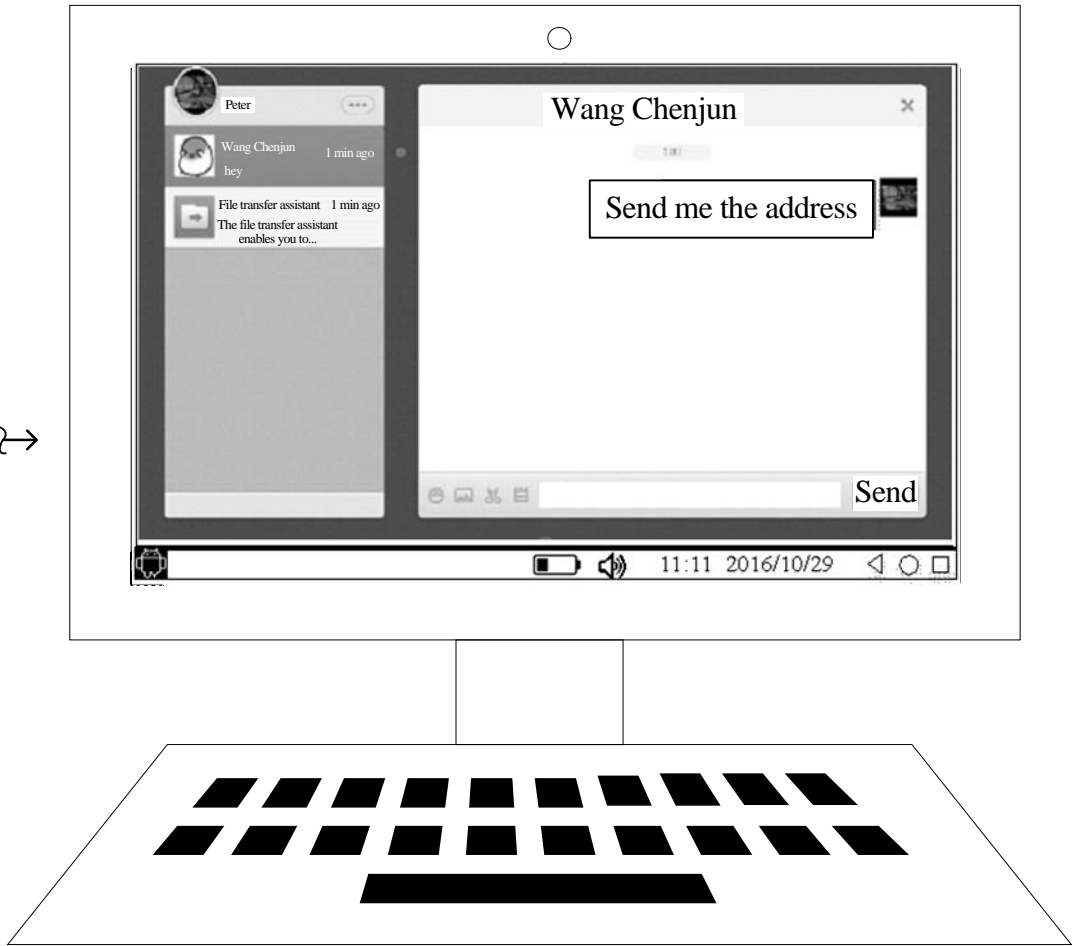 Peter
Wang Chenjun 1 min ago
hey
File transfer assistant 1 min ago
The file transfer assistant
enables you to...
Wang Chenjun
Send me the address
Send
11:11 2016/10/29